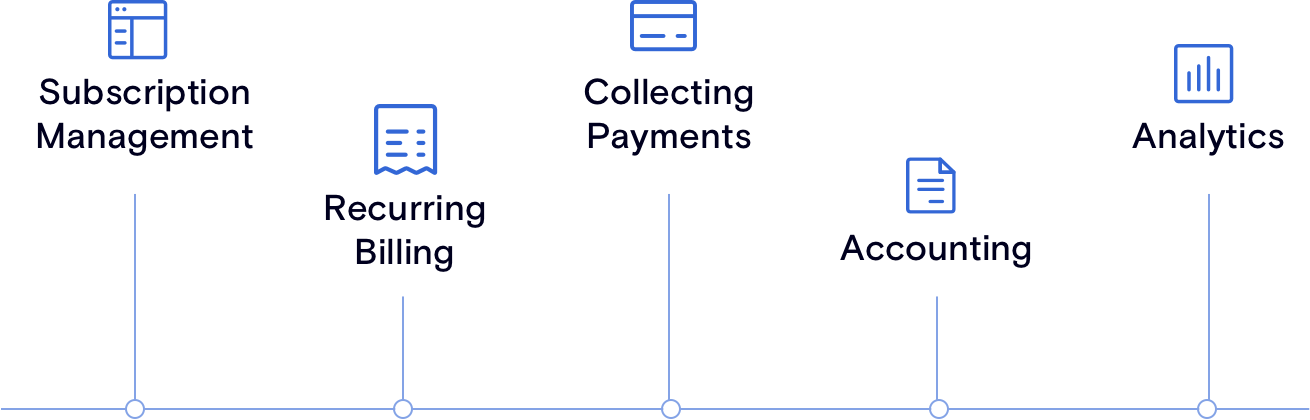 Subscription
Management
Recurring
Billing
Collecting
Payments
Accounting
Analytics